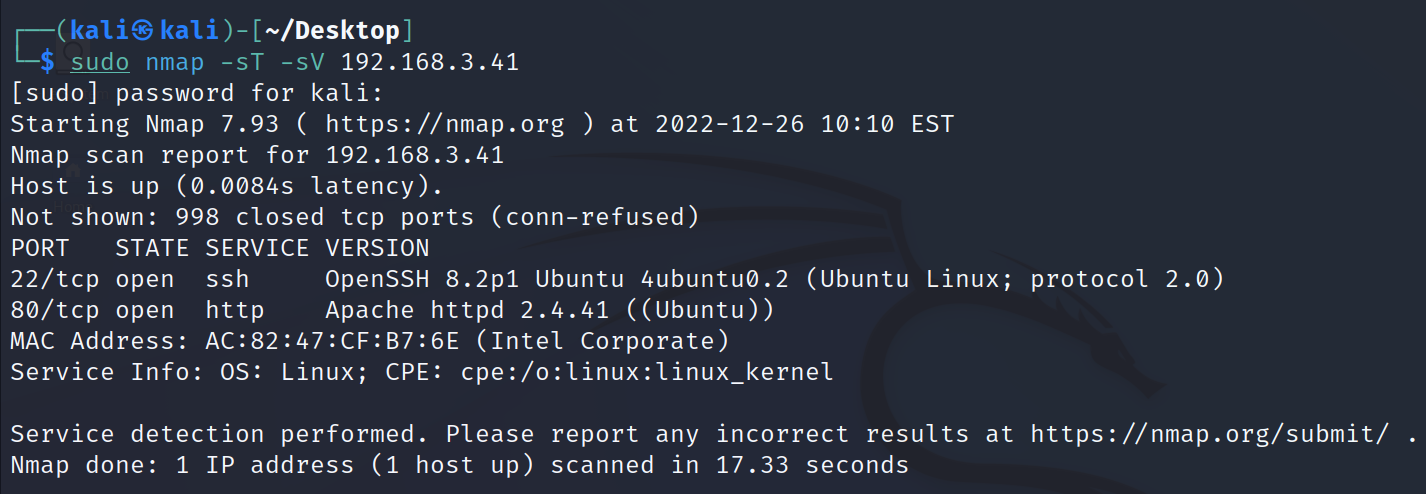 ┌──(kali㉿kali)-[~/Desktop]
└─$ sudo nmap -sT -sV 192.168.3.41
[sudo] password for kali:
Starting Nmap 7.93 ( https://nmap.org ) at 2022-12-26 10:10 EST
Nmap scan report for 192.168.3.41
Host is up (0.0084s latency).
Not shown: 998 closed tcp ports (conn-refused)
PORT   STATE SERVICE VERSION
22/tcp open  ssh     OpenSSH 8.2p1 Ubuntu 4ubuntu0.2 (Ubuntu Linux; protocol 2.0)
80/tcp open  http    Apache httpd 2.4.41 ((Ubuntu))
MAC Address: AC:82:47:CF:B7:6E (Intel Corporate)
Service Info: OS: Linux; CPE: cpe:/o:linux:linux_kernel

Service detection performed. Please report any incorrect results at https://nmap.org/submit/ .
Nmap done: 1 IP address (1 host up) scanned in 17.33 seconds